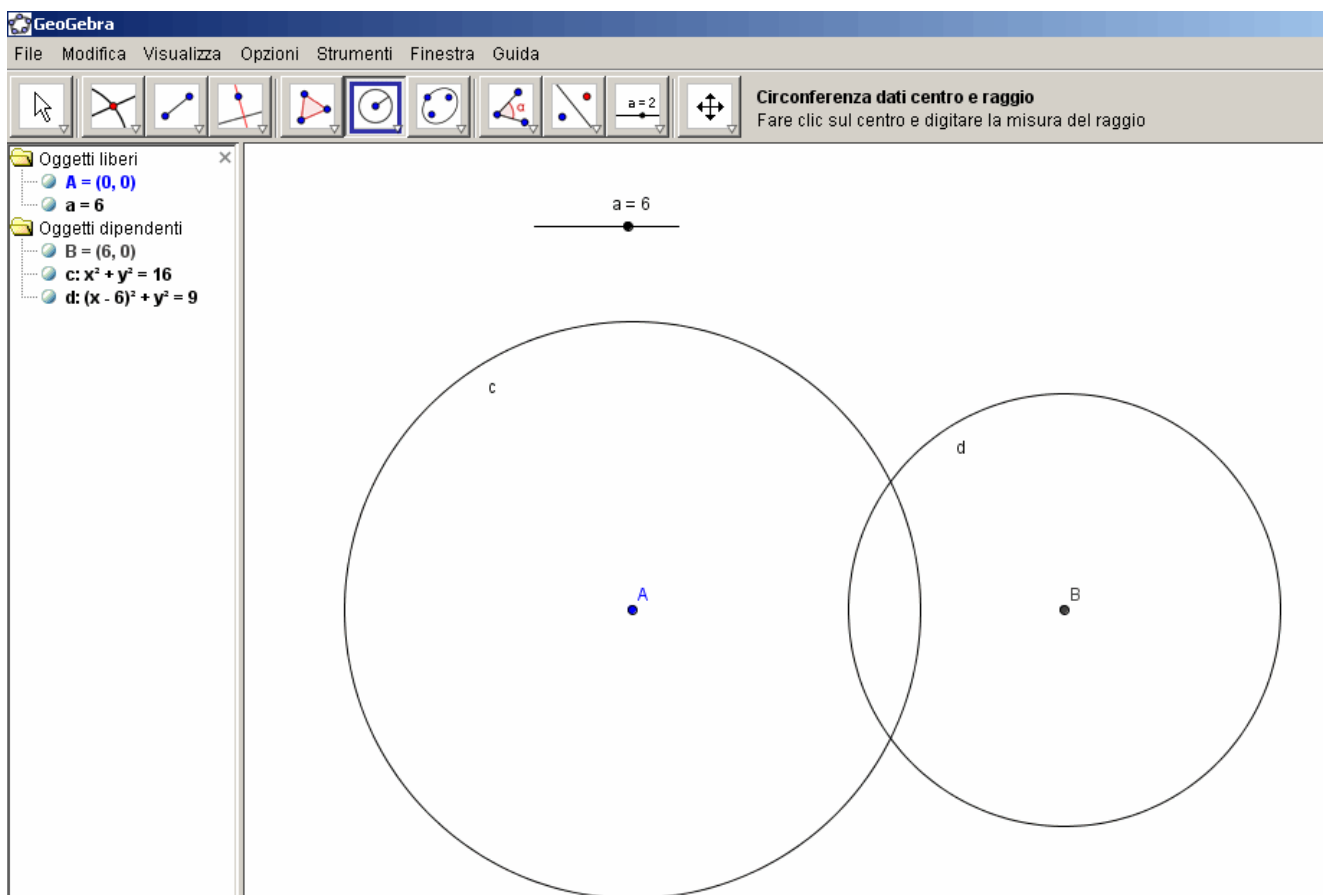 GeoGebra
File Modifica Visualizza Opzioni Strumenti Finestra Guida
a = 2
α
Circonferenza dati centro e raggio
Fare clic sul centro e digitare la misura del raggio
Oggetti liberi
A = (0, 0)
a = 6
Oggetti dipendenti
B = (6, 0)
c: x² + y² = 16
d: (x - 6)² + y² = 9
a = 6
c
d
A
B